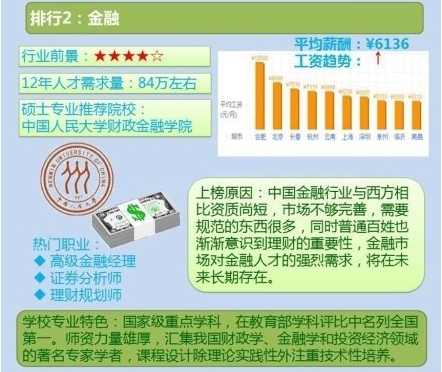 排行2：金融
行业前景：★★★★☆
12年人才需求量：84万左右
硕士专业推荐院校：
中国人民大学财政金融学院
平均薪酬：¥6136
工资趋势：↑
平均工资
(元/月)
城市 合肥 北京 长春 杭州 云南 上海 深圳 泉州 临沂 南昌
RENMIN UNIVERSITY OF CHINA
1937
热门职业：
◆ 高级金融经理
◆ 证券分析师
◆ 理财规划师
上榜原因：中国金融行业与西方相
比资质尚短，市场不够完善，需要
规范的东西很多，同时普通百姓也
渐渐意识到理财的重要性，金融市
场对金融人才的强烈需求，将在未
来长期存在。
学校专业特色：国家级重点学科，在教育部学科评比中名列全国
第一。师资力量雄厚，汇集我国财政学、金融学和投资经济领域
的著名专家学者，课程设计除理论实践性外注重技术性培养。